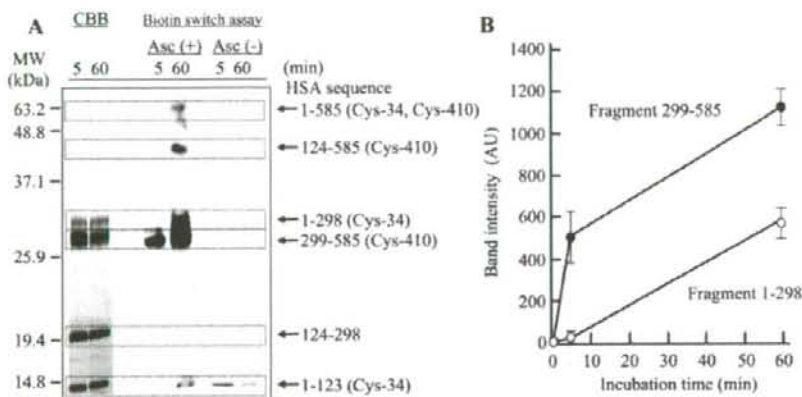 A
CBB
Biotin switch assay
Asc (+) Asc (-)
MW
(kDa)
5 60 5 60 5 60 (min)
HSA sequence
63.2
1-585 (Cys-34, Cys-410)
48.8
124-585 (Cys-410)
37.1
1-298 (Cys-34)
299-585 (Cys-410)
25.9
124-298
19.4
14.8
1-123 (Cys-34)
B
1400
1200
1000
800
600
400
200
0
Band intensity (AU)
Fragment 299-585
Fragment 1-298
0 10 20 30 40 50 60
Incubation time (min)